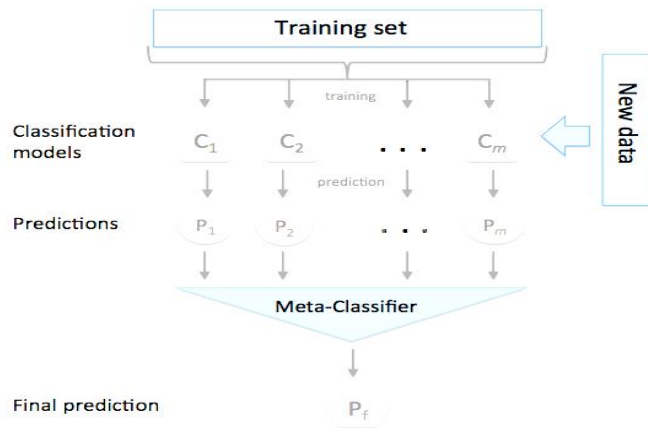 Training set
training
New data
Classification
models
C1 C2 . . . Cm
prediction
Predictions
P1 P2 . . . Pm
Meta-Classifier
Final prediction
Pf